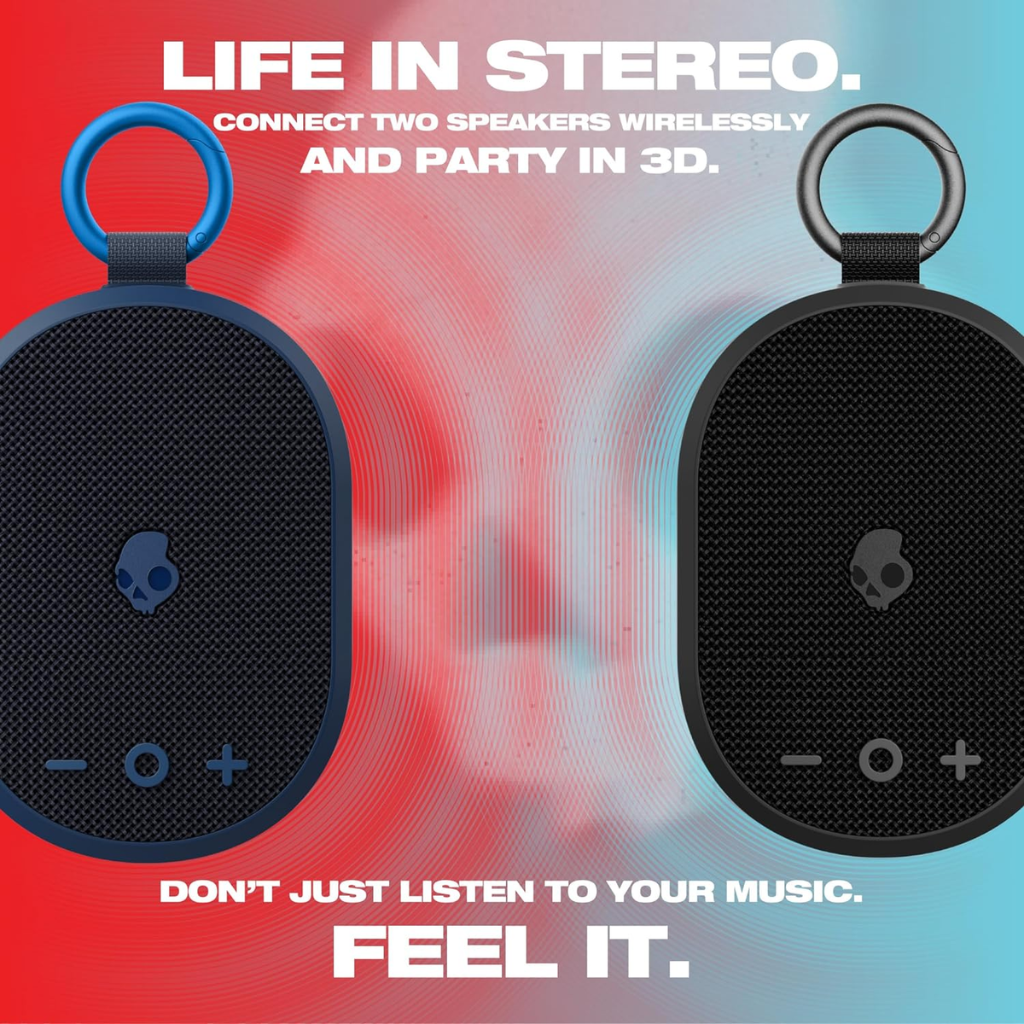 LIFE IN STEREO.
CONNECT TWO SPEAKERS WIRELESSLY
AND PARTY IN 3D.
DON'T JUST LISTEN TO YOUR MUSIC.
FEEL IT.